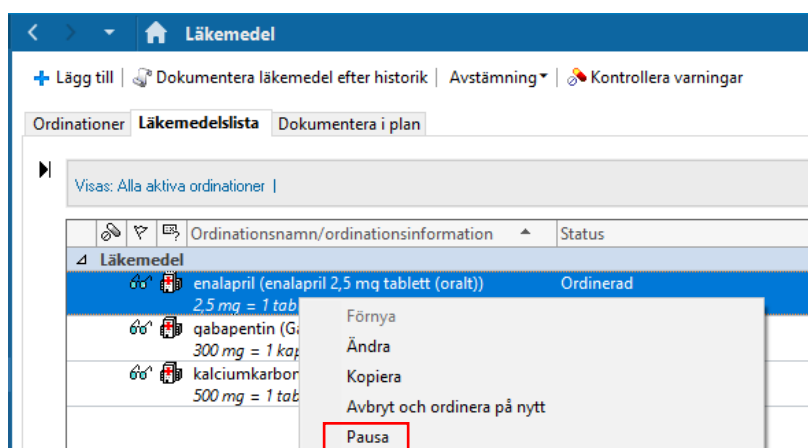 Läkemedel
Lägg till | Dokumentera läkemedel efter historik | Avstämning | Kontrollera varningar
Ordinationer Läkemedelslista Dokumentera i plan
Visas: Alla aktiva ordinationer |
Ordinationsnamn/ordinationsinformation Status
Läkemedel
enalapril (enalapril 2,5 mg tablett (oralt)) Ordinerad
2,5 mg = 1 tab
Förnya
gabapentin (Ga
300 mg = 1 kap
Ändra
kalciumkarbon
Kopiera
500 mg = 1 tab
Avbryt och ordinera på nytt
Pausa